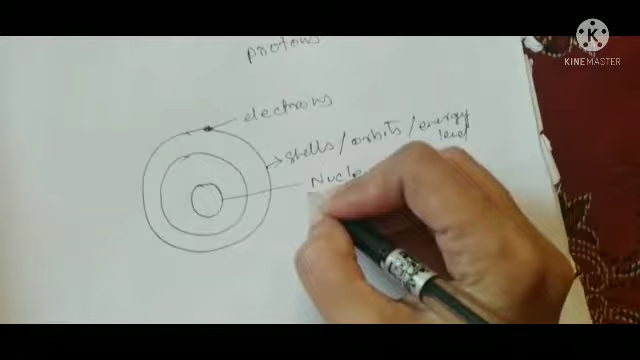 protons
K
KINEMASTER
electrons
shells/orbits/energy
level
Nucle